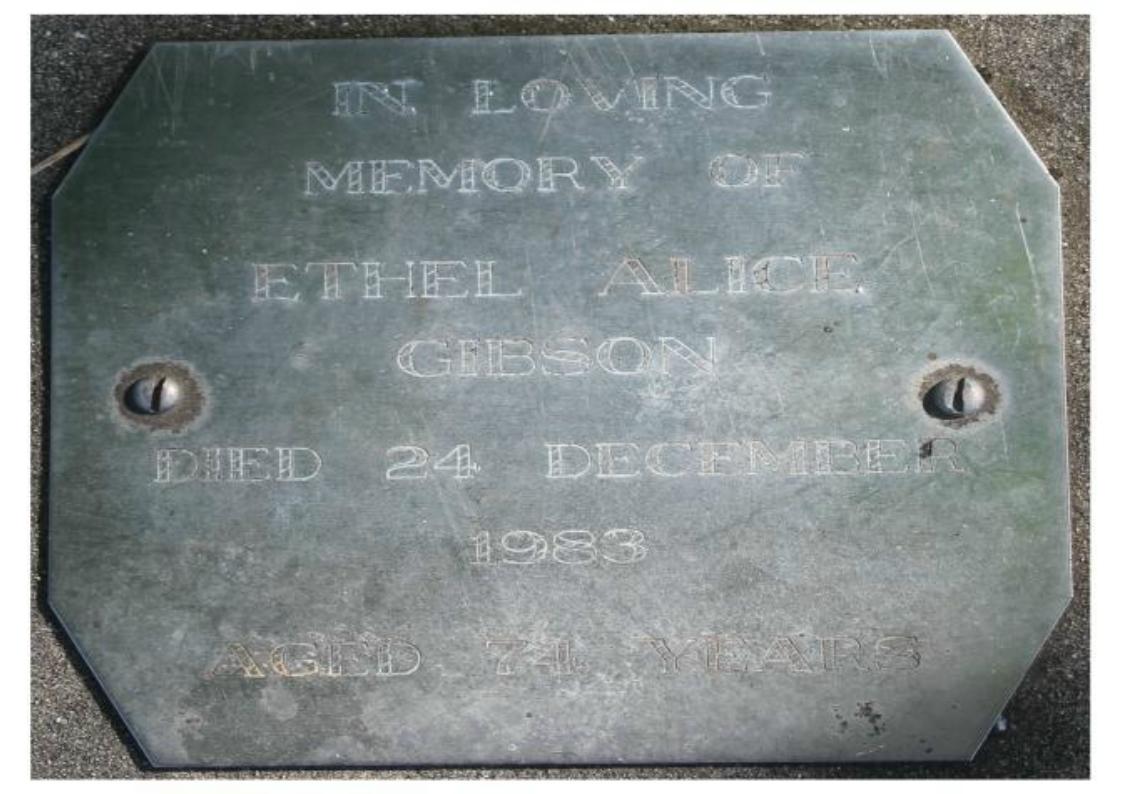 IN LOVING
MEMORY OF
ETHEL ALICE
GIBSON
DIED 24 DECEMBER
1983
AGED 74 YEARS